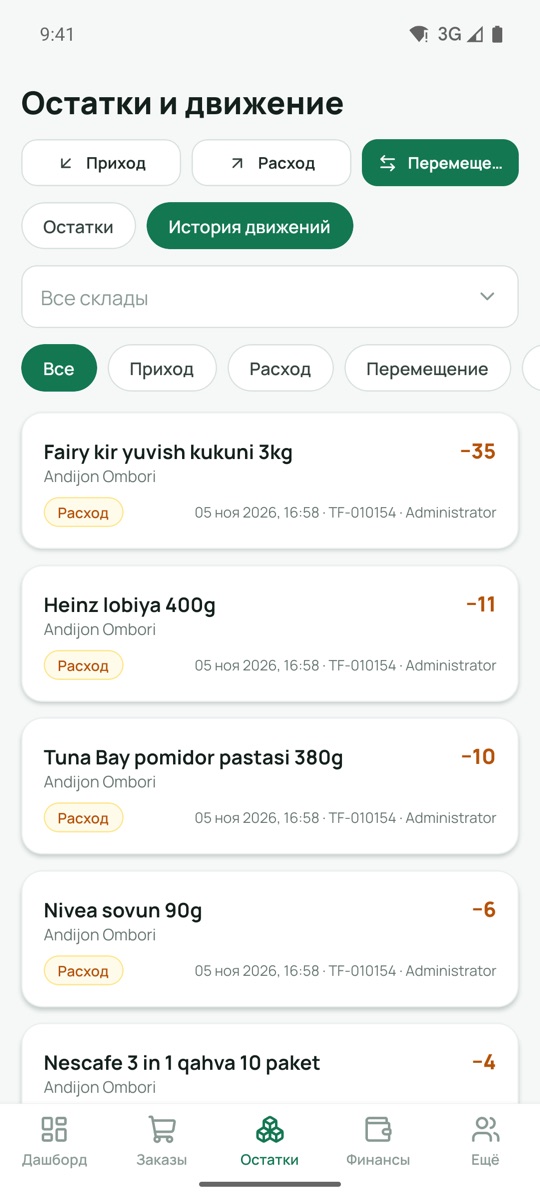 9:41
3G
Остатки и движение
Приход
Расход
Перемеще...
Остатки
История движений
Все склады
Все
Приход
Расход
Перемещение
Fairy kir yuvish kukuni 3kg
−35
Andijon Ombori
Расход
05 ноя 2026, 16:58 · TF-010154 · Administrator
Heinz lobiya 400g
−11
Andijon Ombori
Расход
05 ноя 2026, 16:58 · TF-010154 · Administrator
Tuna Bay pomidor pastasi 380g
−10
Andijon Ombori
Расход
05 ноя 2026, 16:58 · TF-010154 · Administrator
Nivea sovun 90g
−6
Andijon Ombori
Расход
05 ноя 2026, 16:58 · TF-010154 · Administrator
Nescafe 3 in 1 qahva 10 paket
−4
Andijon Ombori
Дашборд
Заказы
Остатки
Финансы
Ещё